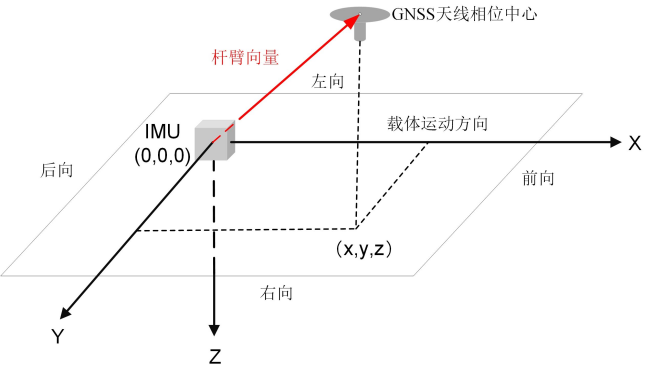 GNSS天线相位中心
杆臂向量
左向
载体运动方向
IMU
(0,0,0)
X
后向
前向
（x,y,z）
右向
Y
Z